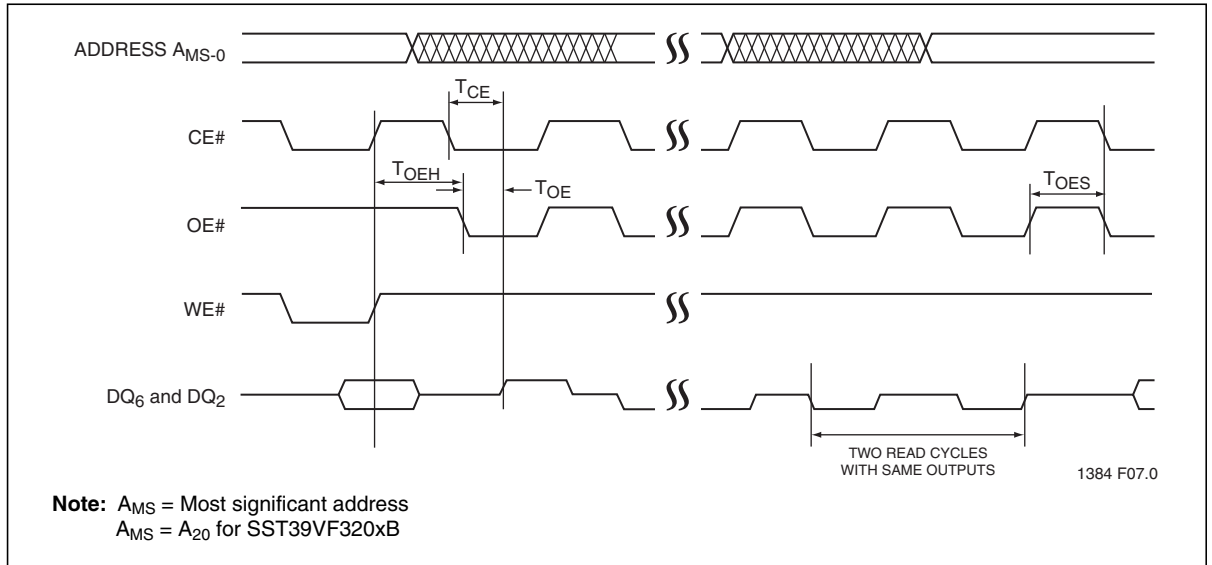 ADDRESS AMS-0
TCE
CE#
TOEH
TOE
TOES
OE#
WE#
DQ6 and DQ2
TWO READ CYCLES
WITH SAME OUTPUTS
1384 F07.0
Note: AMS = Most significant address
AMS = A20 for SST39VF320xB